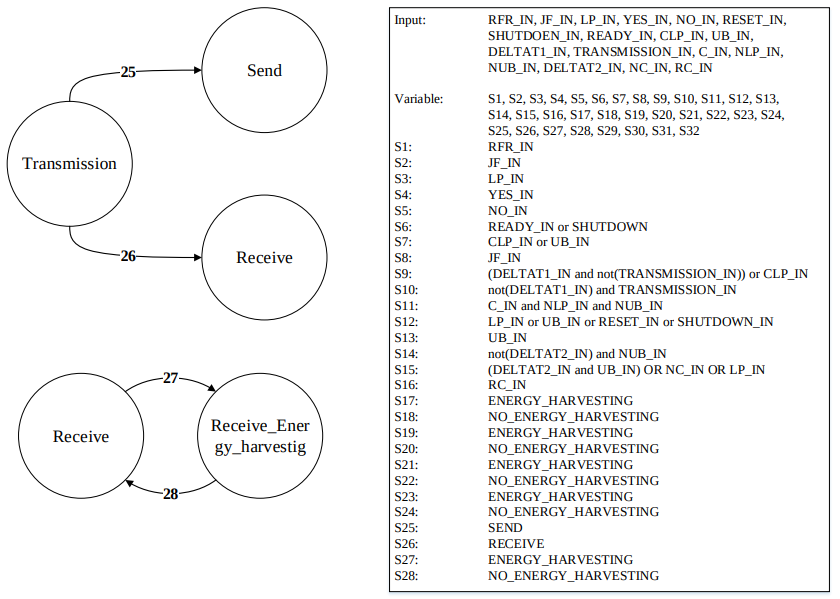 25
Send
Transmission
26
Receive
27
Receive
Receive_Ener
gy_harvestig
28
Input: RFR_IN, JF_IN, LP_IN, YES_IN, NO_IN, RESET_IN,
SHUTDOEN_IN, READY_IN, CLP_IN, UB_IN,
DELTAT1_IN, TRANSMISSION_IN, C_IN, NLP_IN,
NUB_IN, DELTAT2_IN, NC_IN, RC_IN
Variable: S1, S2, S3, S4, S5, S6, S7, S8, S9, S10, S11, S12, S13,
S14, S15, S16, S17, S18, S19, S20, S21, S22, S23, S24,
S25, S26, S27, S28, S29, S30, S31, S32
S1: RFR_IN
S2: JF_IN
S3: LP_IN
S4: YES_IN
S5: NO_IN
S6: READY_IN or SHUTDOWN
S7: CLP_IN or UB_IN
S8: JF_IN
S9: (DELTAT1_IN and not(TRANSMISSION_IN)) or CLP_IN
S10: not(DELTAT1_IN) and TRANSMISSION_IN
S11: C_IN and NLP_IN and NUB_IN
S12: LP_IN or UB_IN or RESET_IN or SHUTDOWN_IN
S13: UB_IN
S14: not(DELTAT2_IN) and NUB_IN
S15: (DELTAT2_IN and UB_IN) OR NC_IN OR LP_IN
S16: RC_IN
S17: ENERGY_HARVESTING
S18: NO_ENERGY_HARVESTING
S19: ENERGY_HARVESTING
S20: NO_ENERGY_HARVESTING
S21: ENERGY_HARVESTING
S22: NO_ENERGY_HARVESTING
S23: ENERGY_HARVESTING
S24: NO_ENERGY_HARVESTING
S25: SEND
S26: RECEIVE
S27: ENERGY_HARVESTING
S28: NO_ENERGY_HARVESTING